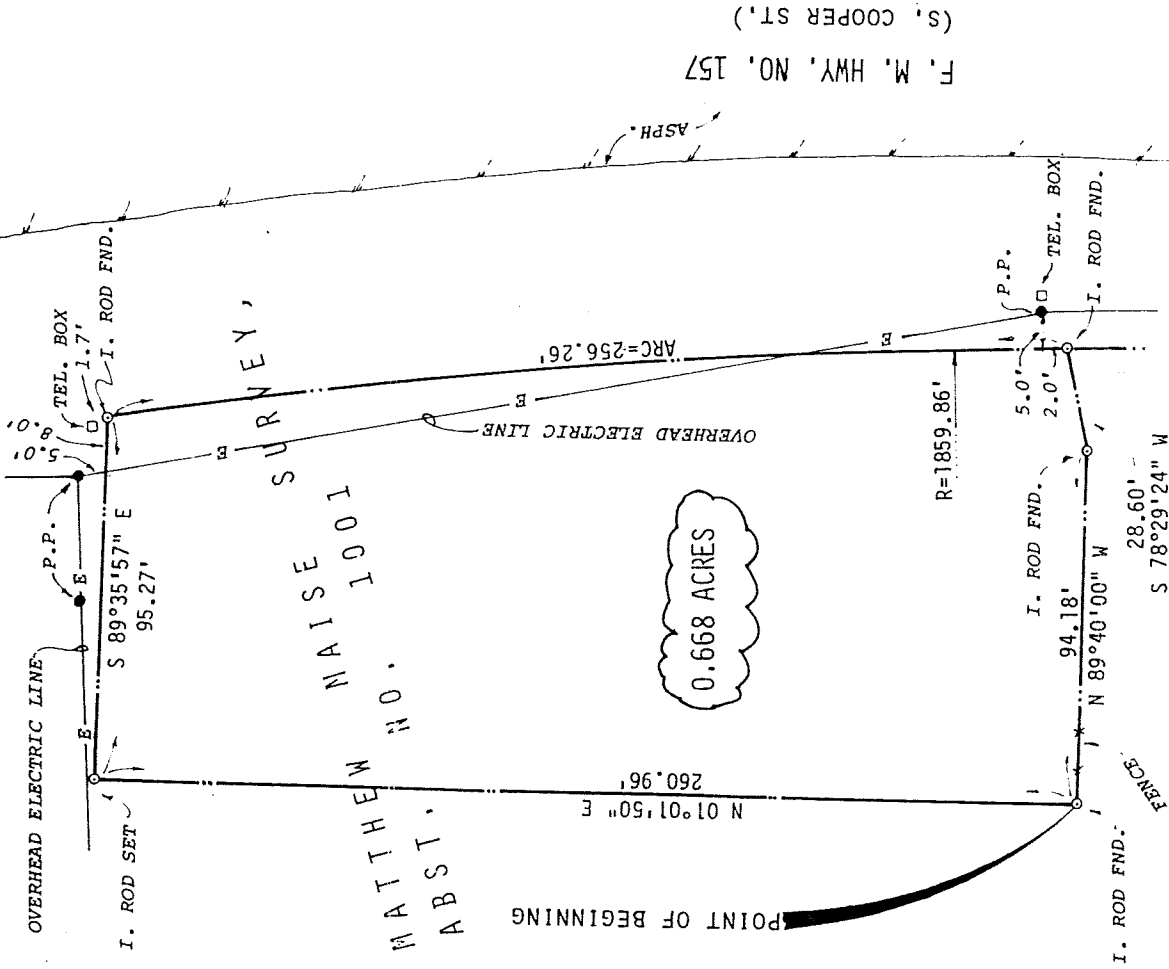 (S. COOPER ST.)
F. M. HWY. NO. 157
ASPH.
OVERHEAD ELECTRIC LINE
P.P.
5.0'
8.0'
TEL. BOX
1.7'
I. ROD FND.
E
E
S 89°35'57" E
95.27'
I. ROD SET
MATTHEW MAISE SURVEY,
ABST. NO. 1001
E
E
E
OVERHEAD ELECTRIC LINE
ARC=256.26'
R=1859.86'
0.668 ACRES
N 01°01'50" E
260.96'
POINT OF BEGINNING
P.P.
TEL. BOX
5.0'
2.0'
I. ROD FND.
I. ROD FND.
94.18'
N 89°40'00" W
28.60'
S 78°29'24" W
FENCE
I. ROD FND.